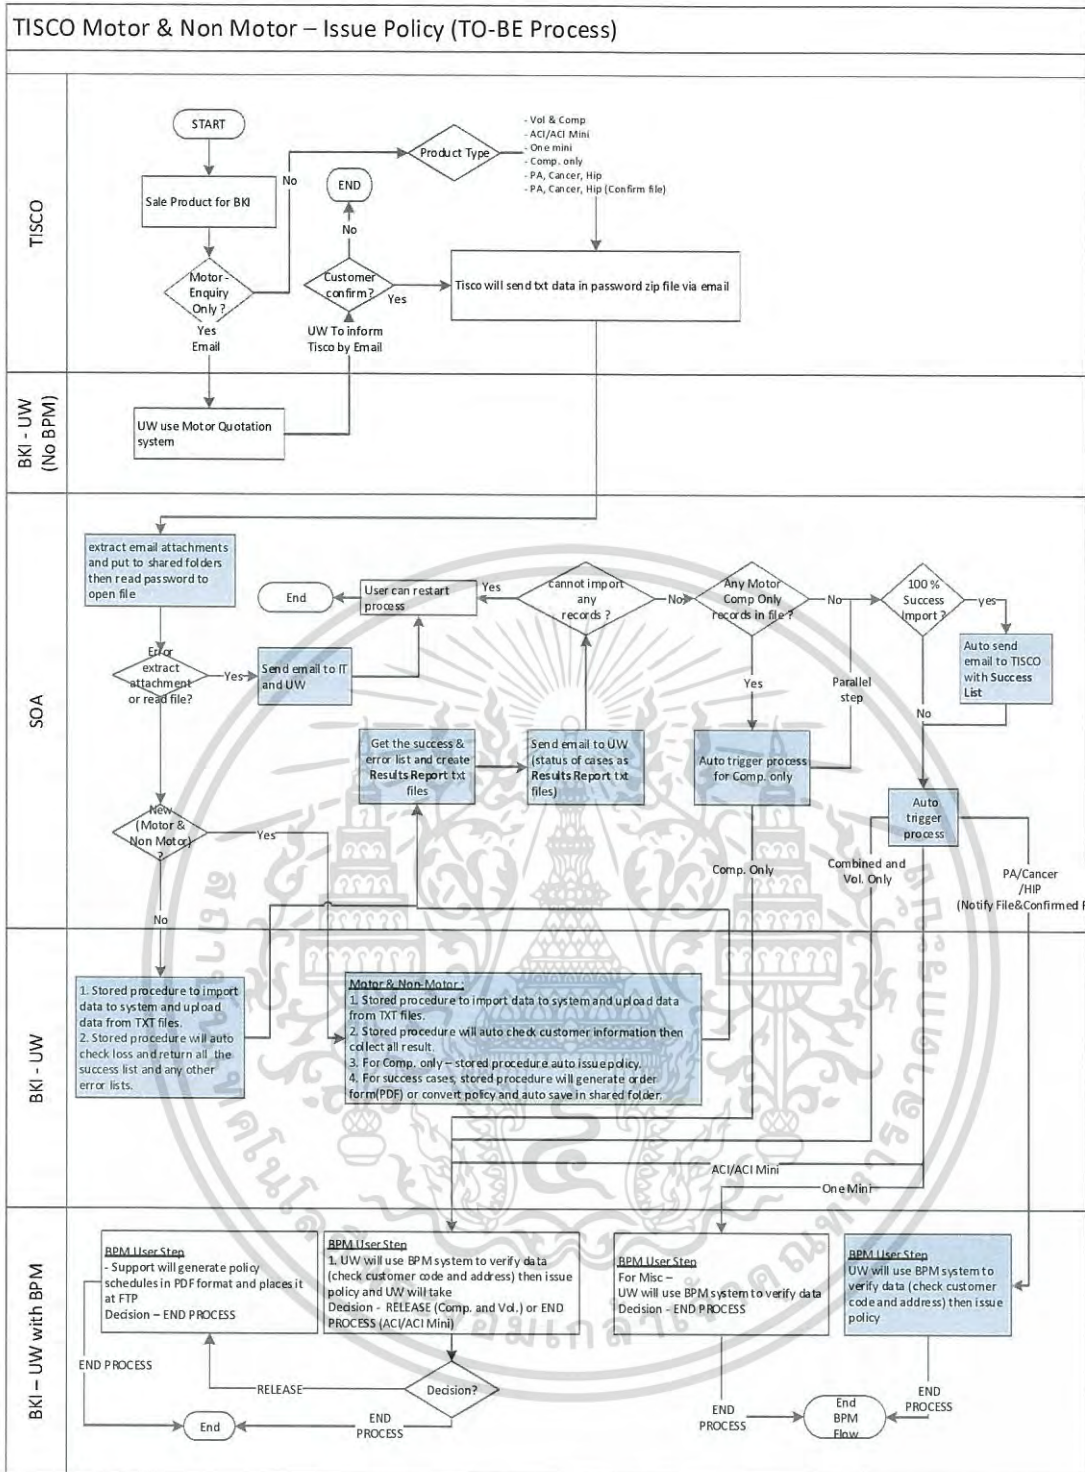 TISCO Motor & Non Motor – Issue Policy (TO-BE Process)
TISCO
START
Sale Product for BKI
Motor -
Enquiry
Only ?
Yes
Email
No
Product Type
- Vol & Comp
- ACI/ACI Mini
- One mini
- Comp. only
- PA, Cancer, Hip
- PA, Cancer, Hip (Confirm file)
END
No
Customer
confirm?
Yes
UW To inform
Tisco by Email
Tisco will send txt data in password zip file via email
BKI - UW
(No BPM)
UW use Motor Quotation
system
SOA
extract email attachments
and put to shared folders
then read password to
open file
Error
extract
attachment
or read file?
Yes
Send email to IT
and UW
End
User can restart
process
Yes
cannot import
any
records ?
No
Any Motor
Comp Only
records in file ?
No
100 %
Success
Import ?
yes
Auto send
email to TISCO
with Success
List
Yes
Parallel
step
No
Get the success &
error list and create
Results Report txt
files
Send email to UW
(status of cases as
Results Report txt
files)
Auto trigger process
for Comp. only
Auto
trigger
process
New
(Motor &
Non Motor)
?
Yes
No
Comp. Only
Combined and
Vol. Only
PA/Cancer
/HIP
(Notify File&Confirmed F
BKI - UW
1. Stored procedure to import
data to system and upload
data from TXT files.
2. Stored procedure will auto
check loss and return all the
success list and any other
error lists.
Motor & Non-Motor :
1. Stored procedure to import data to system and upload data
from TXT files.
2. Stored procedure will auto check customer information then
collect all result.
3. For Comp. only – stored procedure auto issue policy.
4. For success cases, stored procedure will generate order
form(PDF) or convert policy and auto save in shared folder.
ACI/ACI Mini
One Mini
BKI – UW with BPM
BPM User Step
- Support will generate policy
schedules in PDF format and places it
at FTP
Decision – END PROCESS
BPM User Step
1. UW will use BPM system to verify data
(check customer code and address) then issue
policy and UW will take
Decision - RELEASE (Comp. and Vol.) or END
PROCESS (ACI/ACI Mini)
BPM User Step
For Misc –
UW will use BPM system to verify data
Decision - END PROCESS
BPM User Step
UW will use BPM system to
verify data (check customer
code and address) then issue
policy
END PROCESS
RELEASE
Decision?
END
PROCESS
End
END
PROCESS
End
BPM
Flow
END
PROCESS